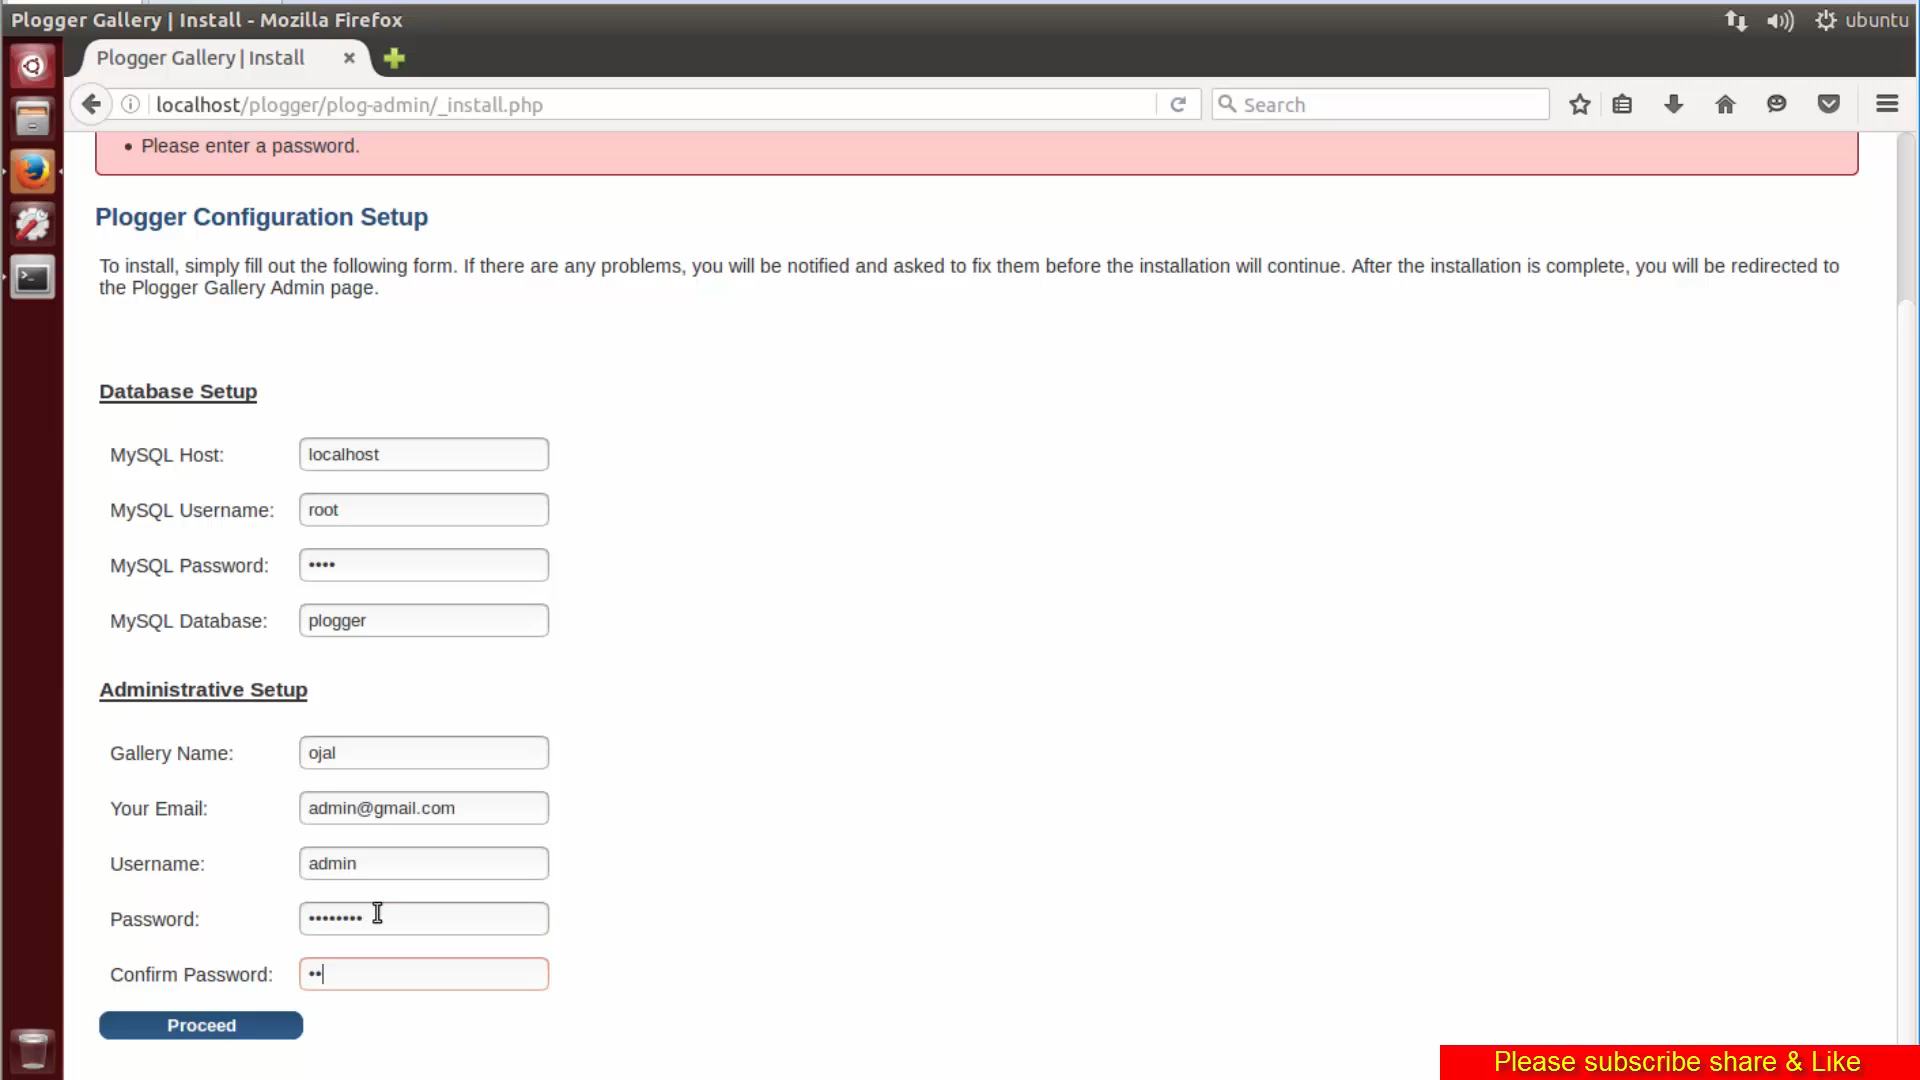 Plogger Gallery | Install - Mozilla Firefox
ubuntu
Plogger Gallery | Install
localhost/plogger/plog-admin/_install.php
Search
Please enter a password.
Plogger Configuration Setup
To install, simply fill out the following form. If there are any problems, you will be notified and asked to fix them before the installation will continue. After the installation is complete, you will be redirected to
the Plogger Gallery Admin page.
Database Setup
MySQL Host: localhost
MySQL Username: root
MySQL Password: ••••
MySQL Database: plogger
Administrative Setup
Gallery Name: ojal
Your Email: admin@gmail.com
Username: admin
Password: ••••••••
Confirm Password: ••
Proceed
Please subscribe share & Like